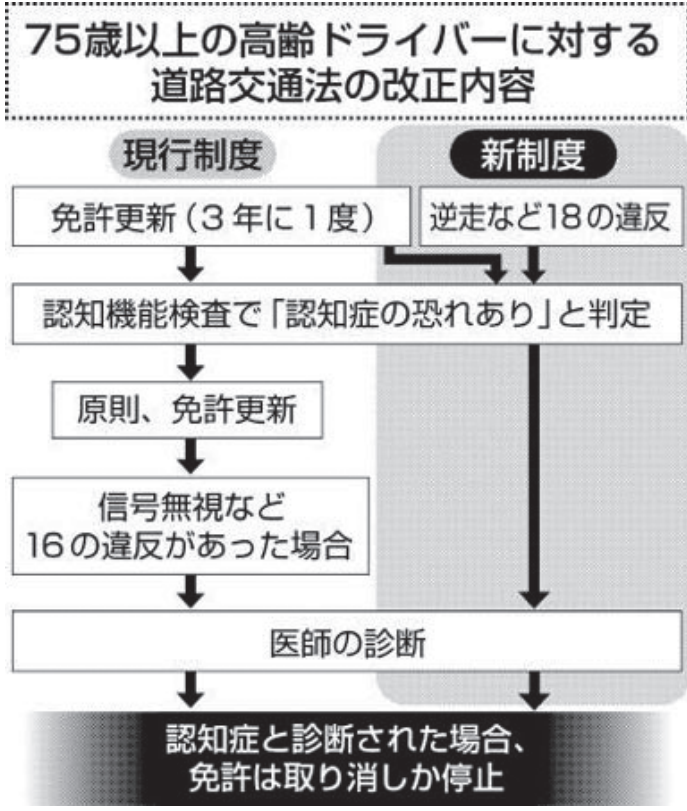 75歳以上の高齢ドライバーに対する
道路交通法の改正内容
現行制度
新制度
免許更新(3年に1度)
逆走など18の違反
認知機能検査で「認知症の恐れあり」と判定
原則、免許更新
信号無視など
16の違反があった場合
医師の診断
認知症と診断された場合、
免許は取り消しか停止